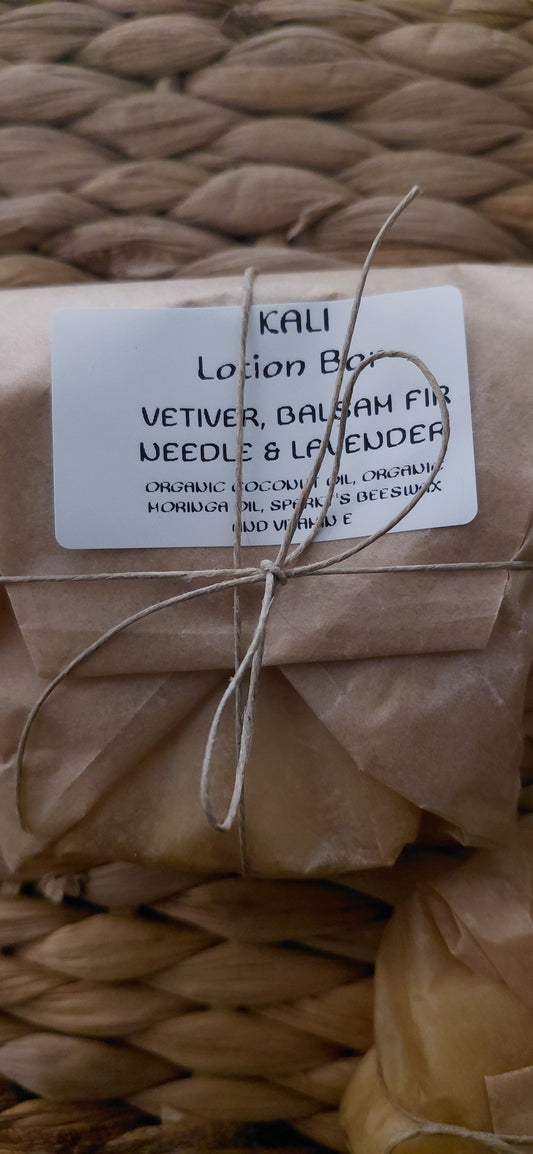 KALI
Lotion Bar
VETIVER, BALSAM FIR
NEEDLE & LAVENDER
ORGANIC COCONUT OIL, ORGANIC
MORINGA OIL, BEESWAX
AND VITAMIN E